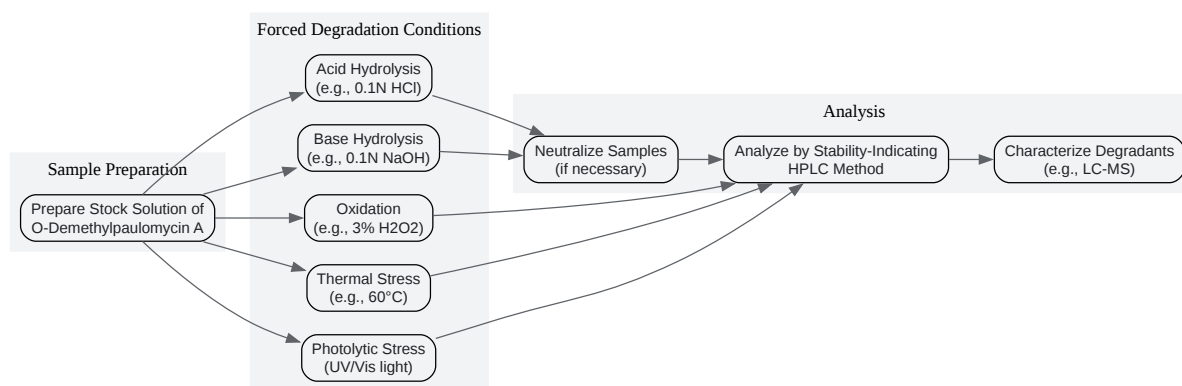 Forced Degradation Conditions
Acid Hydrolysis
(e.g., 0.1N HCl)
Analysis
Base Hydrolysis
(e.g., 0.1N NaOH)
Neutralize Samples
(if necessary)
Analyze by Stability-Indicating
HPLC Method
Characterize Degradants
(e.g., LC-MS)
Sample Preparation
Prepare Stock Solution of
O-Demethylpaulomycin A
Oxidation
(e.g., 3% H2O2)
Thermal Stress
(e.g., 60°C)
Photolytic Stress
(UV/Vis light)